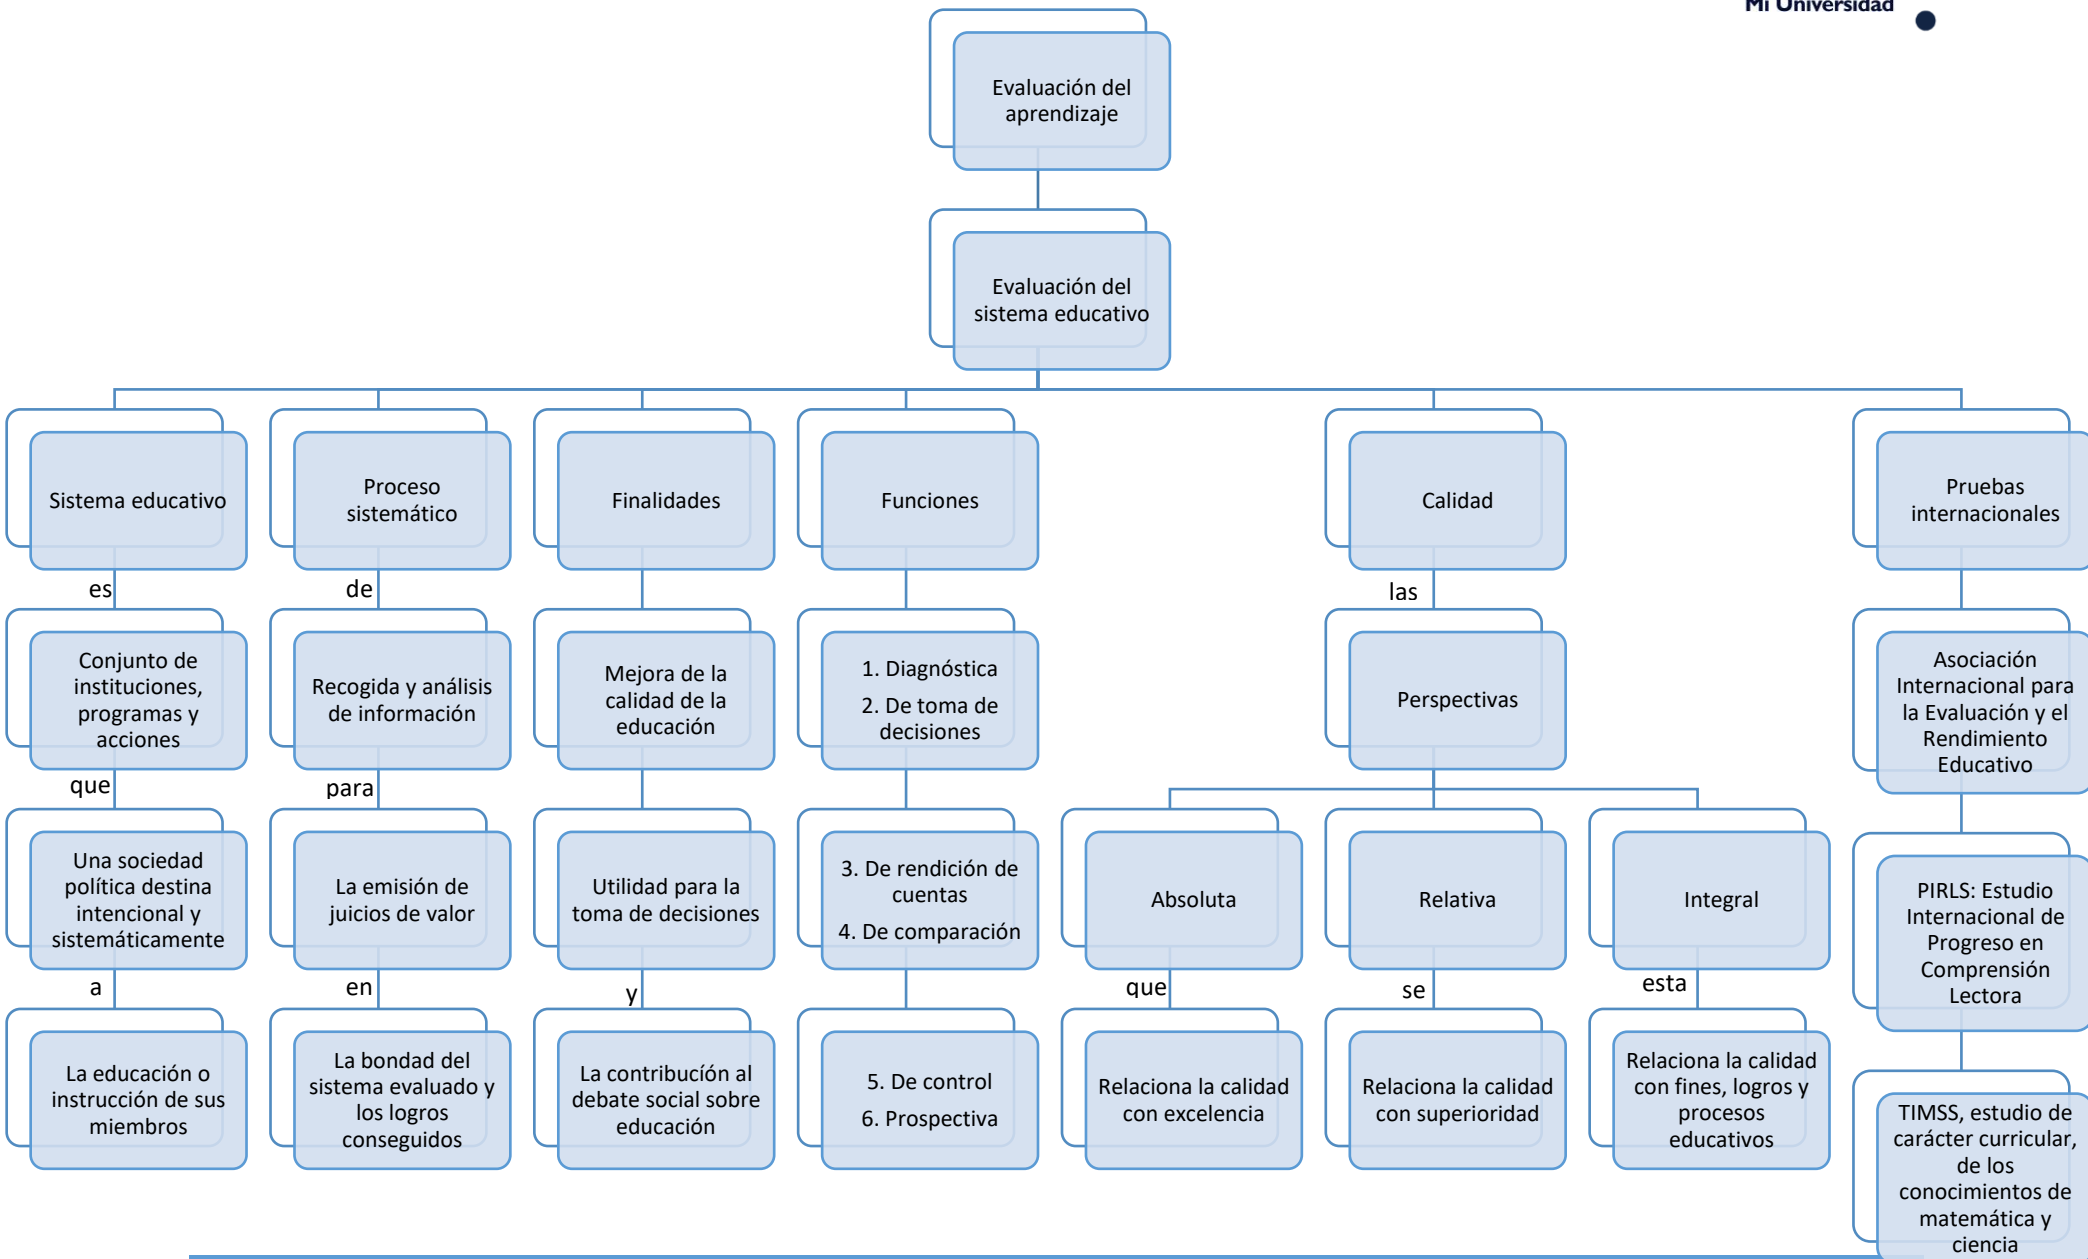 Mi Universidad
Evaluación del
aprendizaje
Evaluación del
sistema educativo
Sistema educativo
Proceso
sistemático
Finalidades
Funciones
Calidad
Pruebas
internacionales
es
de
las
Conjunto de
instituciones,
programas y
acciones
Recogida y análisis
de información
Mejora de la
calidad de la
educación
1. Diagnóstica
2. De toma de
decisiones
Perspectivas
Asociación
Internacional para
la Evaluación y el
Rendimiento
Educativo
que
para
Una sociedad
política destina
intencional y
sistemáticamente
La emisión de
juicios de valor
Utilidad para la
toma de decisiones
3. De rendición de
cuentas
4. De comparación
Absoluta
Relativa
Integral
PIRLS: Estudio
Internacional de
Progreso en
Comprensión
Lectora
a
en
y
que
se
esta
La educación o
instrucción de sus
miembros
La bondad del
sistema evaluado y
los logros
conseguidos
La contribucíón al
debate social sobre
educación
5. De control
6. Prospectiva
Relaciona la calidad
con excelencia
Relaciona la calidad
con superioridad
Relaciona la calidad
con fines, logros y
procesos
educativos
TIMSS, estudio de
carácter curricular,
de los
conocimientos de
matemática y
ciencia